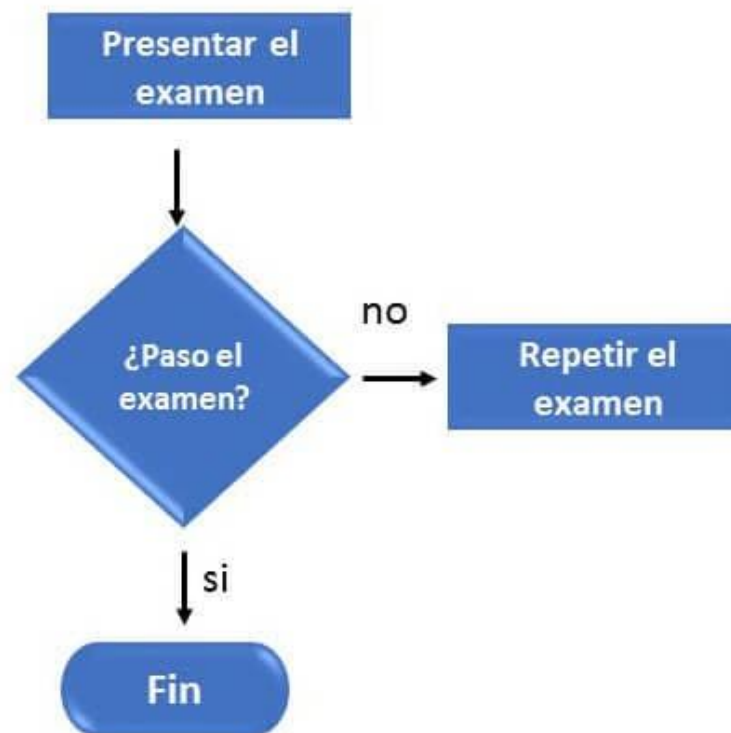 Presentar el
examen
¿Paso el
examen?
no
Repetir el
examen
si
Fin